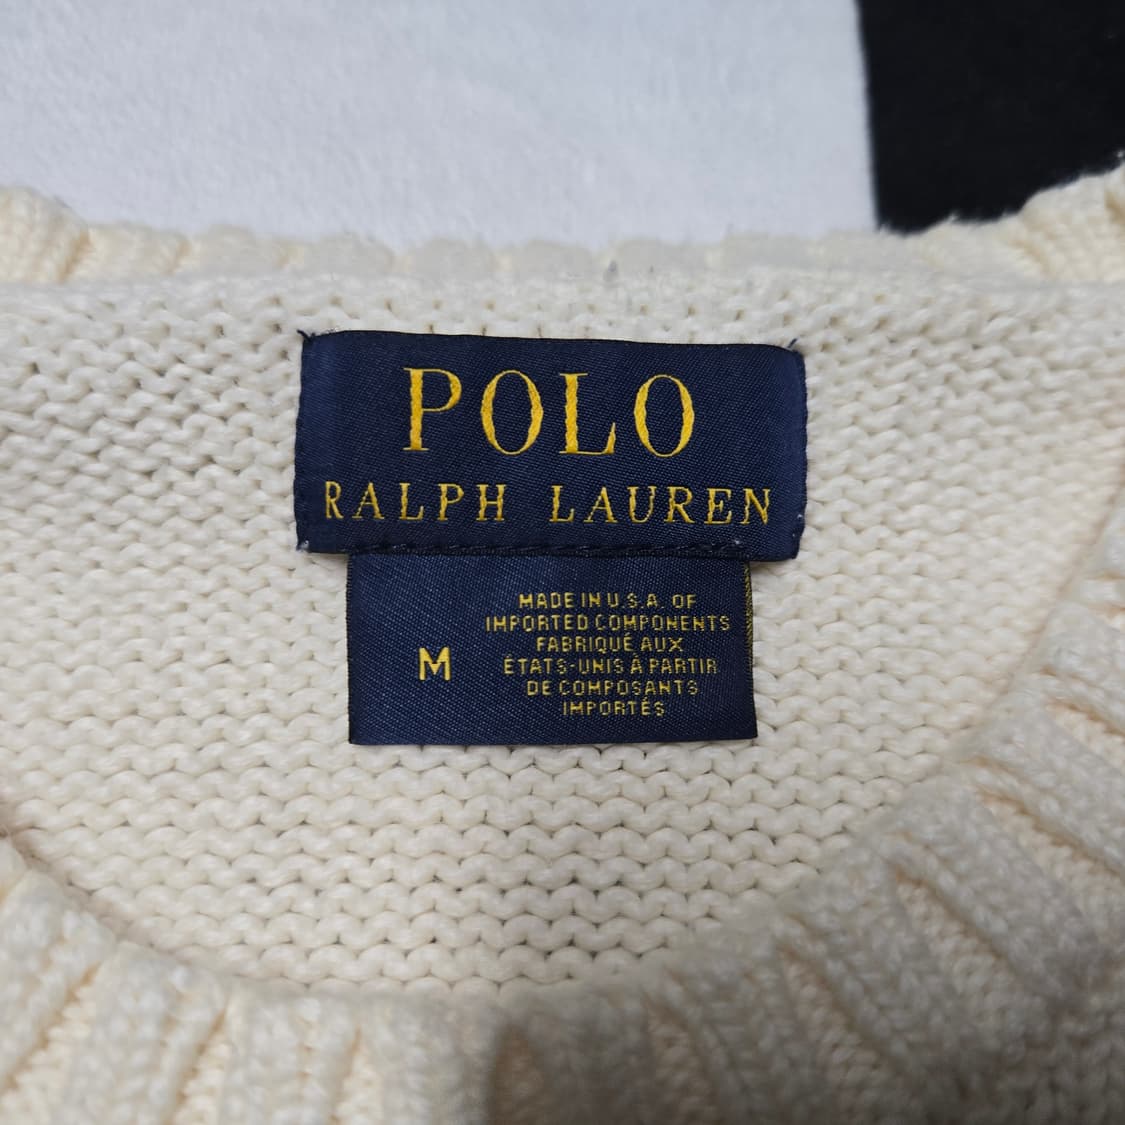 POLO
RALPH LAUREN
M
MADE IN U.S.A. OF
IMPORTED COMPONENTS
FABRIQUÉ AUX
ÉTATS-UNIS À PARTIR
DE COMPOSANTS
IMPORTÉS